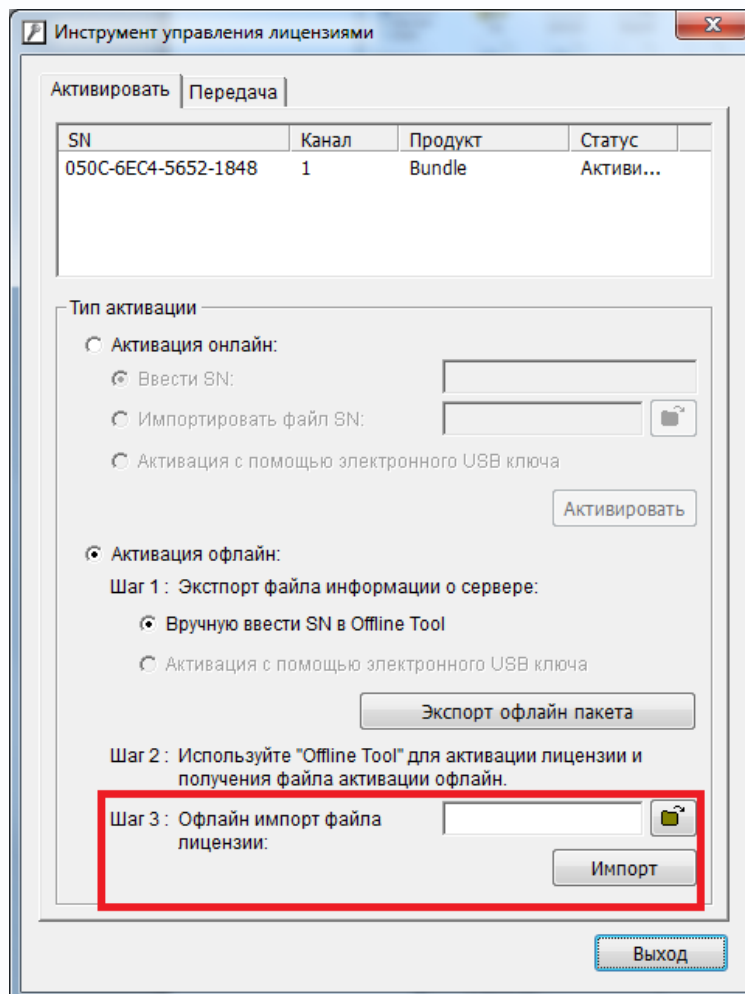 Инструмент управления лицензиями
Активировать Передача
SN Канал Продукт Статус
050C-6EC4-5652-1848 1 Bundle Активи...
Тип активации
Активация онлайн:
Ввести SN:
Импортировать файл SN:
Активация с помощью электронного USB ключа
Активировать
Активация офлайн:
Шаг 1 : Экспорт файла информации о сервере:
Вручную ввести SN в Offline Tool
Активация с помощью электронного USB ключа
Экспорт офлайн пакета
Шаг 2 : Используйте "Offline Tool" для активации лицензии и
получения файла активации офлайн.
Шаг 3 : Офлайн импорт файла
лицензии:
Импорт
Выход